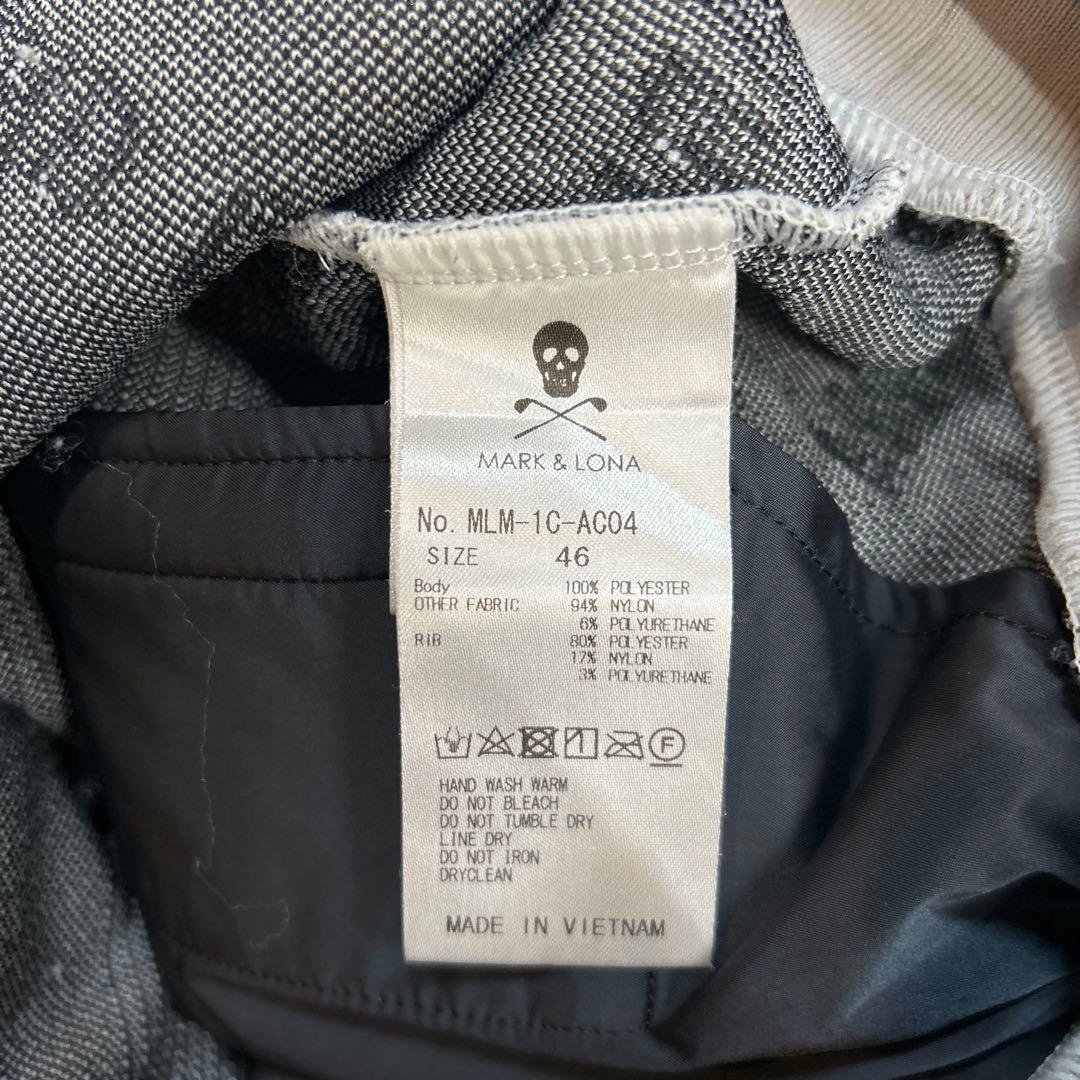 MARK & LONA
No. MLM-1C-AC04
SIZE 46
Body 100% POLYESTER
OTHER FABRIC 94% NYLON
6% POLYURETHANE
RIB 80% POLYESTER
17% NYLON
3% POLYURETHANE
F
HAND WASH WARM
DO NOT BLEACH
DO NOT TUMBLE DRY
LINE DRY
DO NOT IRON
DRYCLEAN
MADE IN VIETNAM